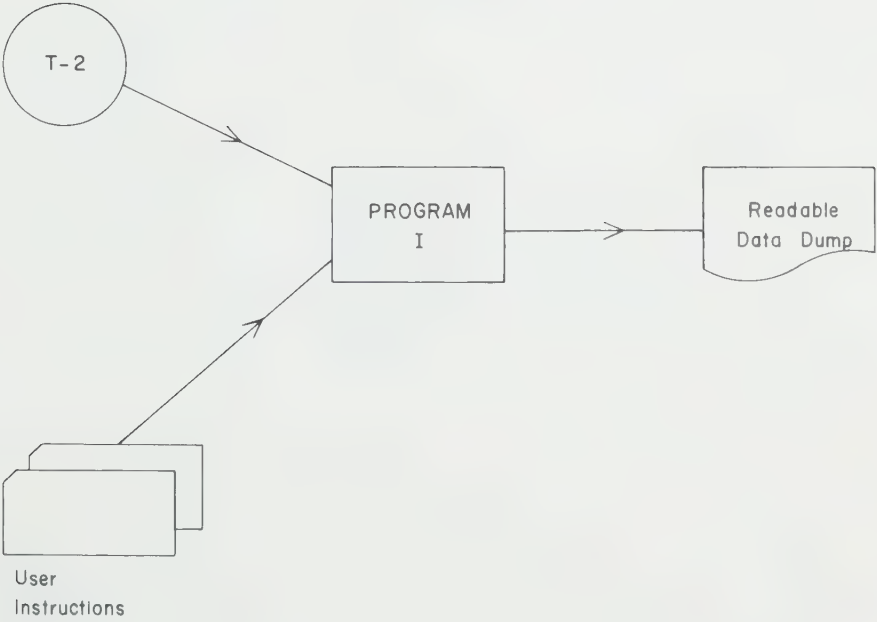 T-2
PROGRAM
I
Readable
Data Dump
User
Instructions